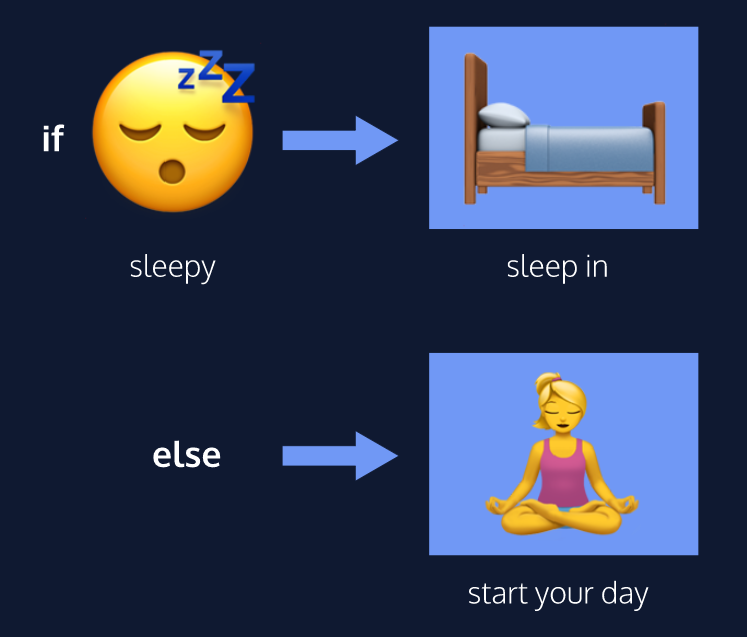 if
z Z Z
sleepy
sleep in
else
start your day